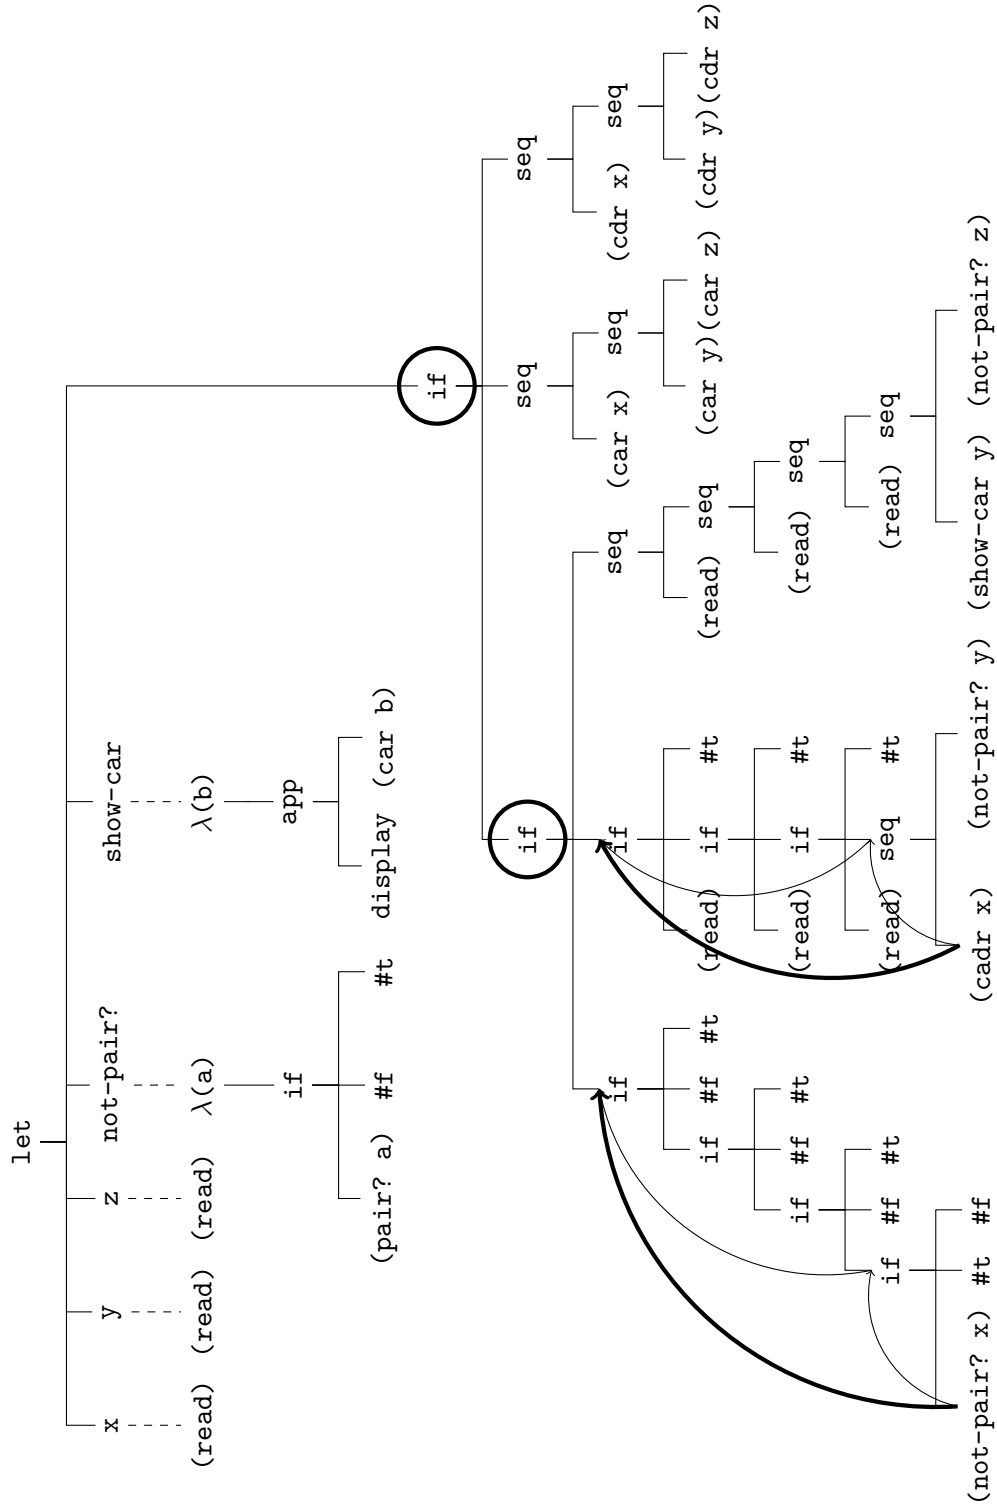 let
x y z not-pair? show-car
(read) (read) (read) λ(a) λ(b)
if app
(pair? a) #f #t display (car b)
if
if seq seq
if if seq (car x) seq (cdr x) seq
if #f #t (read) if #t (read) seq (car y)(car z) (cdr y)(cdr z)
if #f #t (read) if #t (read) seq
if #f #t (read) seq #t (read) seq
(not-pair? x) #t #f (cadr x) (not-pair? y) (show-car y) (not-pair? z)